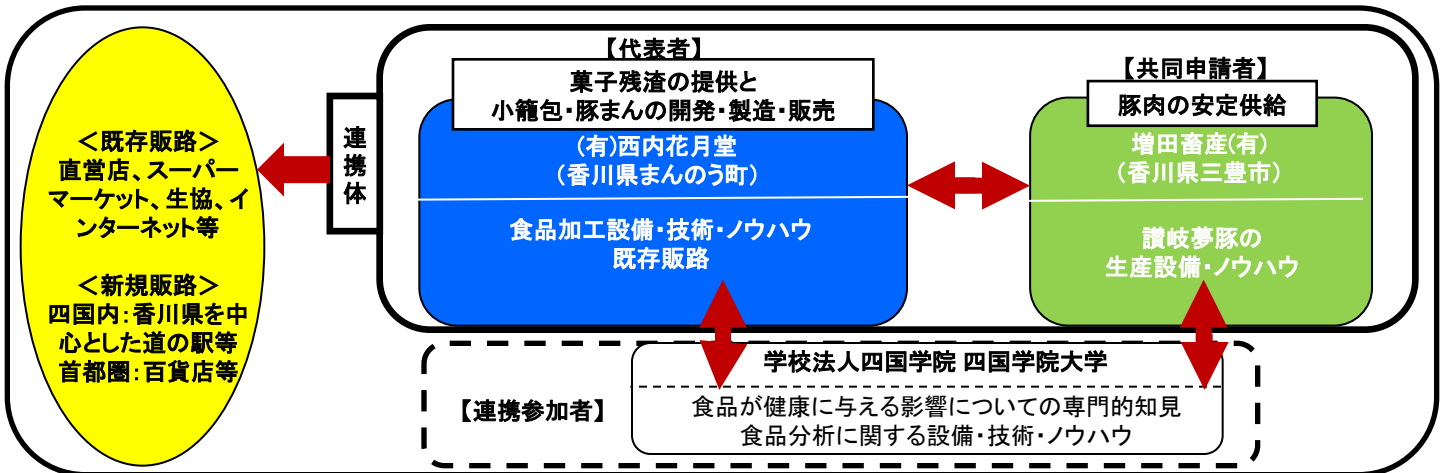 ＜既存販路＞
直営店、スーパー
マーケット、生協、イ
ンターネット等
＜新規販路＞
四国内：香川県を中
心とした道の駅等
首都圏：百貨店等
連
携
体
【代表者】
菓子残渣の提供と
小籠包・豚まんの開発・製造・販売
(有)西内花月堂
（香川県まんのう町）
食品加工設備・技術・ノウハウ
既存販路
【共同申請者】
豚肉の安定供給
増田畜産(有)
（香川県三豊市）
讃岐夢豚の
生産設備・ノウハウ
【連携参加者】
学校法人四国学院 四国学院大学
食品が健康に与える影響についての専門的知見
食品分析に関する設備・技術・ノウハウ